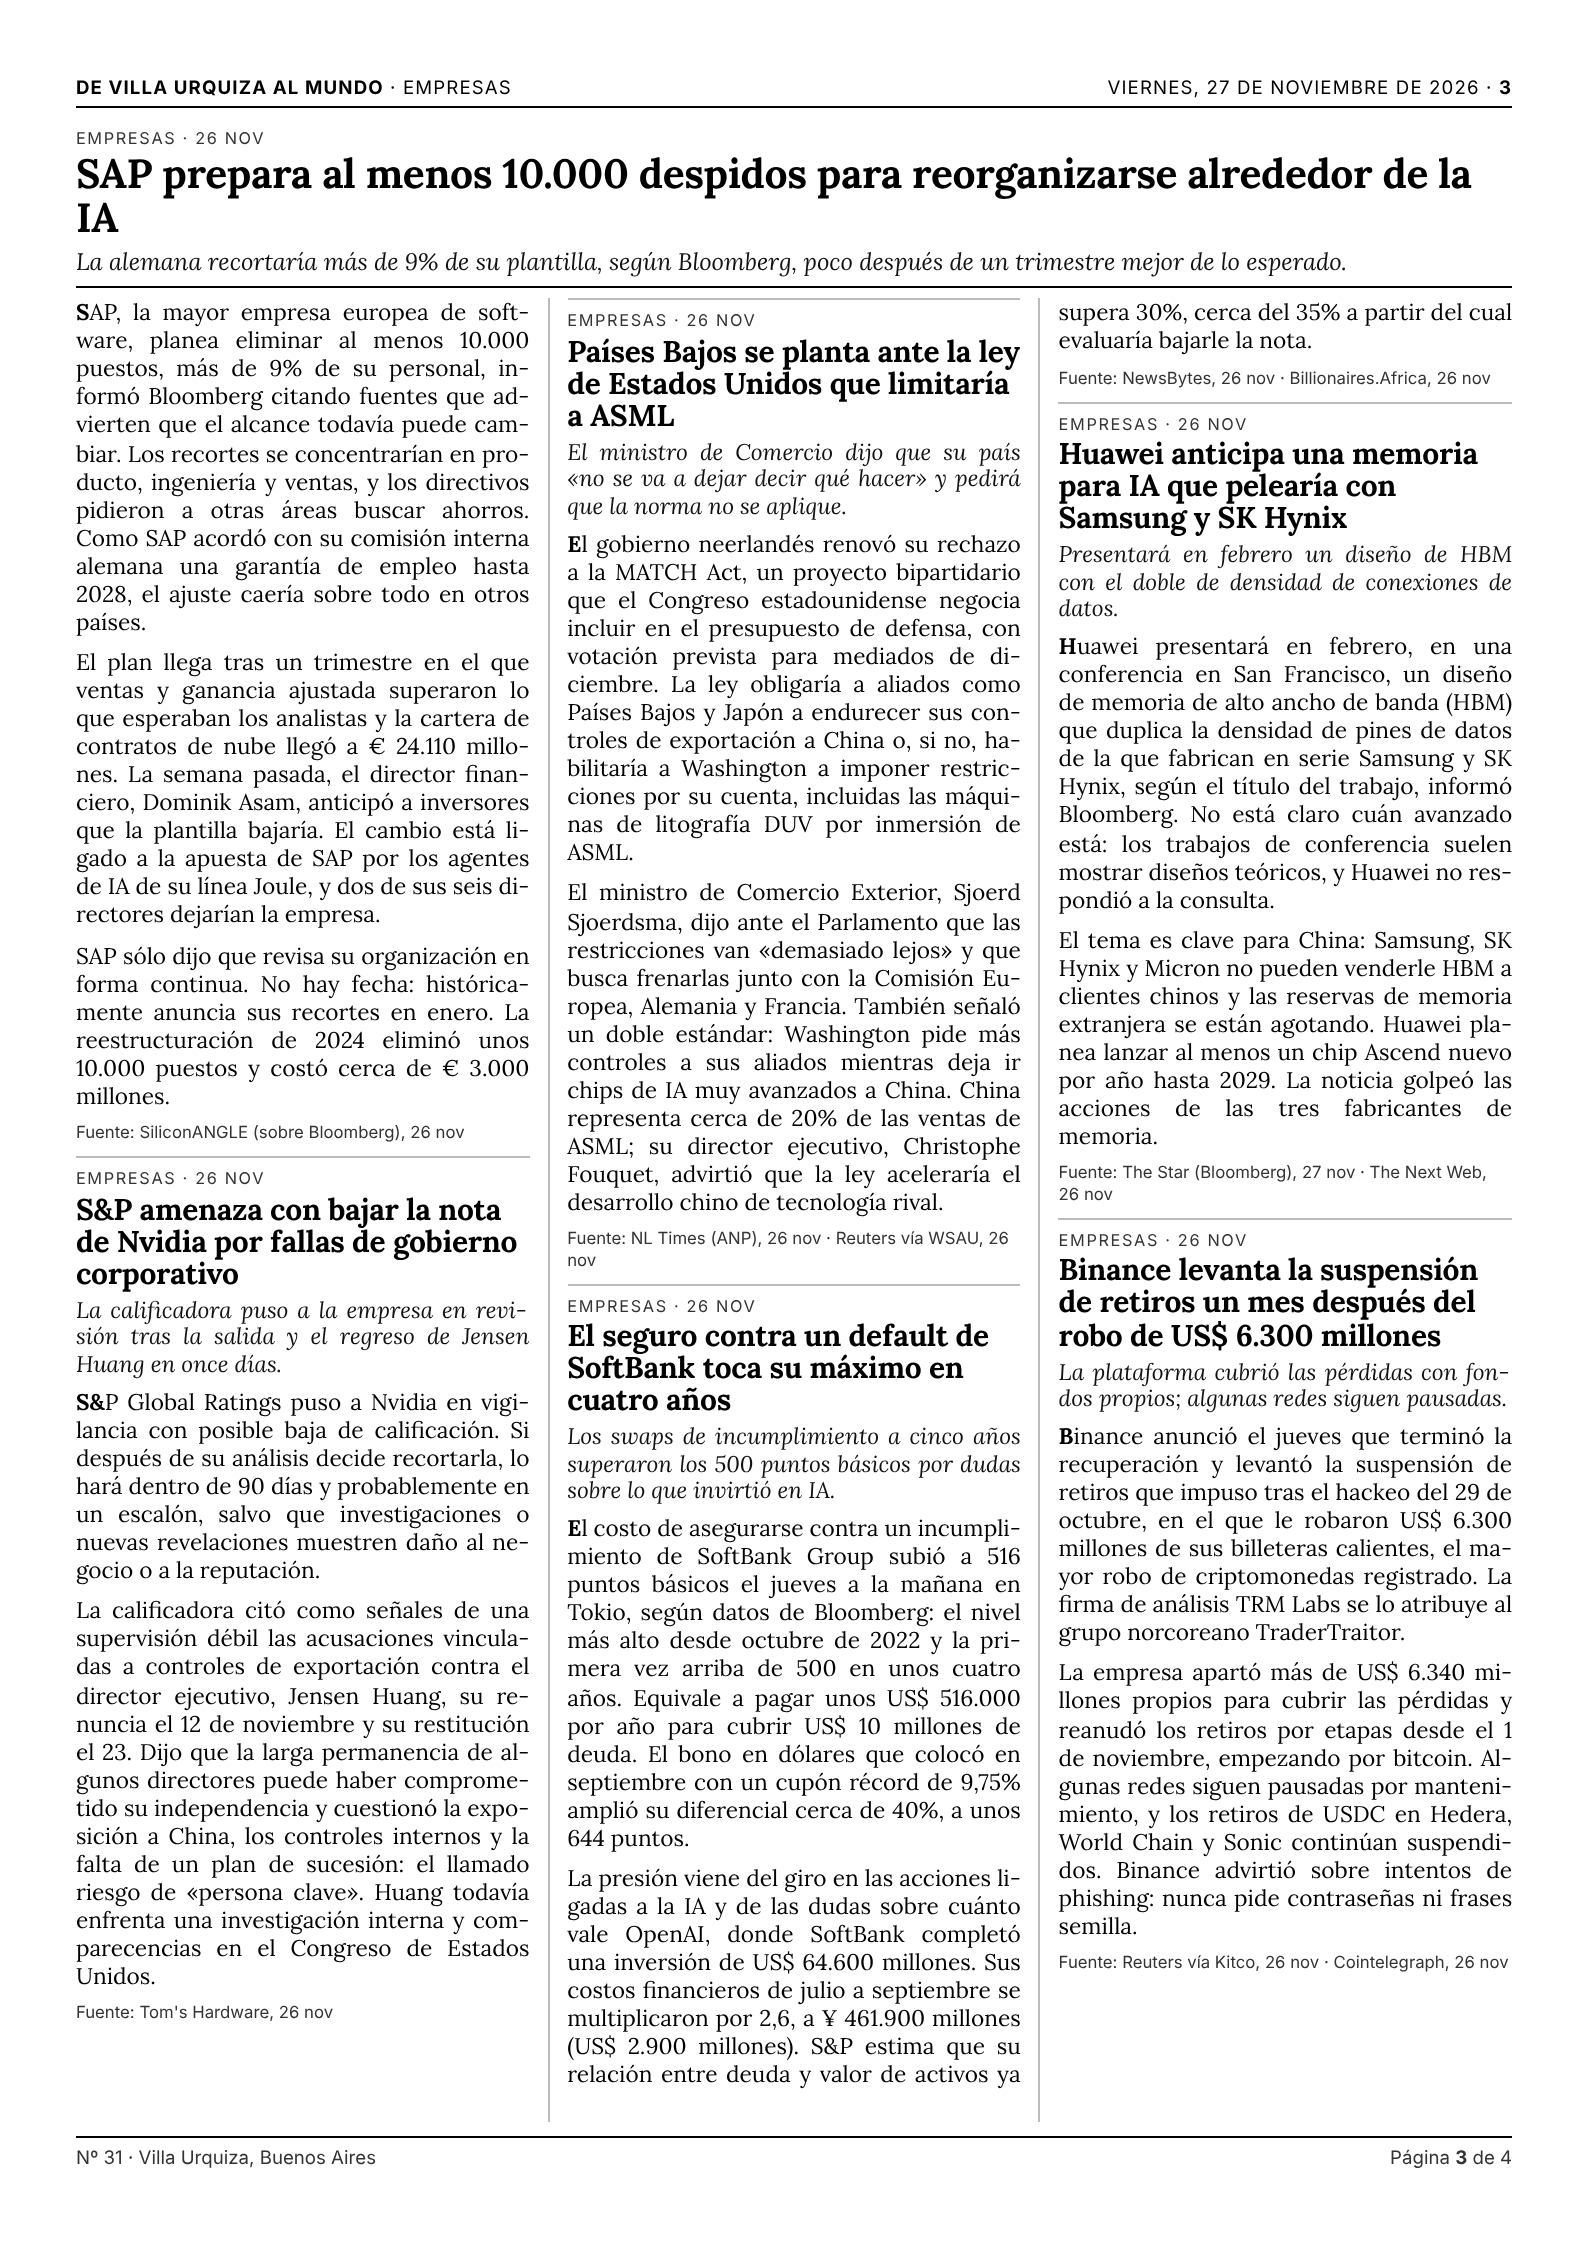 DE VILLA URQUIZA AL MUNDO · EMPRESAS
VIERNES, 27 DE NOVIEMBRE DE 2026 · 3
EMPRESAS · 26 NOV
SAP prepara al menos 10.000 despidos para reorganizarse alrededor de la
IA
La alemana recortaría más de 9% de su plantilla, según Bloomberg, poco después de un trimestre mejor de lo esperado.
SAP, la mayor empresa europea de soft-
ware, planea eliminar al menos 10.000
puestos, más de 9% de su personal, in-
formó Bloomberg citando fuentes que ad-
vierten que el alcance todavía puede cam-
biar. Los recortes se concentrarían en pro-
ducto, ingeniería y ventas, y los directivos
pidieron a otras áreas buscar ahorros.
Como SAP acordó con su comisión interna
alemana una garantía de empleo hasta
2028, el ajuste caería sobre todo en otros
países.
El plan llega tras un trimestre en el que
ventas y ganancia ajustada superaron lo
que esperaban los analistas y la cartera de
contratos de nube llegó a € 24.110 millo-
nes. La semana pasada, el director finan-
ciero, Dominik Asam, anticipó a inversores
que la plantilla bajaría. El cambio está li-
gado a la apuesta de SAP por los agentes
de IA de su línea Joule, y dos de sus seis di-
rectores dejarían la empresa.
SAP sólo dijo que revisa su organización en
forma continua. No hay fecha: histórica-
mente anuncia sus recortes en enero. La
reestructuración de 2024 eliminó unos
10.000 puestos y costó cerca de € 3.000
millones.
Fuente: SiliconANGLE (sobre Bloomberg), 26 nov
EMPRESAS · 26 NOV
S&P amenaza con bajar la nota
de Nvidia por fallas de gobierno
corporativo
La calificadora puso a la empresa en revi-
sión tras la salida y el regreso de Jensen
Huang en once días.
S&P Global Ratings puso a Nvidia en vigi-
lancia con posible baja de calificación. Si
después de su análisis decide recortarla, lo
hará dentro de 90 días y probablemente en
un escalón, salvo que investigaciones o
nuevas revelaciones muestren daño al ne-
gocio o a la reputación.
La calificadora citó como señales de una
supervisión débil las acusaciones vincula-
das a controles de exportación contra el
director ejecutivo, Jensen Huang, su re-
nuncia el 12 de noviembre y su restitución
el 23. Dijo que la larga permanencia de al-
gunos directores puede haber comprome-
tido su independencia y cuestionó la expo-
sición a China, los controles internos y la
falta de un plan de sucesión: el llamado
riesgo de «persona clave». Huang todavía
enfrenta una investigación interna y com-
parecencias en el Congreso de Estados
Unidos.
Fuente: Tom's Hardware, 26 nov
EMPRESAS · 26 NOV
Países Bajos se planta ante la ley
de Estados Unidos que limitaría
a ASML
El ministro de Comercio dijo que su país
«no se va a dejar decir qué hacer» y pedirá
que la norma no se aplique.
El gobierno neerlandés renovó su rechazo
a la MATCH Act, un proyecto bipartidario
que el Congreso estadounidense negocia
incluir en el presupuesto de defensa, con
votación prevista para mediados de di-
ciembre. La ley obligaría a aliados como
Países Bajos y Japón a endurecer sus con-
troles de exportación a China o, si no, ha-
bilitaría a Washington a imponer restric-
ciones por su cuenta, incluidas las máqui-
nas de litografía DUV por inmersión de
ASML.
El ministro de Comercio Exterior, Sjoerd
Sjoerdsma, dijo ante el Parlamento que las
restricciones van «demasiado lejos» y que
busca frenarlas junto con la Comisión Eu-
ropea, Alemania y Francia. También señaló
un doble estándar: Washington pide más
controles a sus aliados mientras deja ir
chips de IA muy avanzados a China. China
representa cerca de 20% de las ventas de
ASML; su director ejecutivo, Christophe
Fouquet, advirtió que la ley aceleraría el
desarrollo chino de tecnología rival.
Fuente: NL Times (ANP), 26 nov · Reuters vía WSAU, 26
nov
EMPRESAS · 26 NOV
El seguro contra un default de
SoftBank toca su máximo en
cuatro años
Los swaps de incumplimiento a cinco años
superaron los 500 puntos básicos por dudas
sobre lo que invirtió en IA.
El costo de asegurarse contra un incumpli-
miento de SoftBank Group subió a 516
puntos básicos el jueves a la mañana en
Tokio, según datos de Bloomberg: el nivel
más alto desde octubre de 2022 y la pri-
mera vez arriba de 500 en unos cuatro
años. Equivale a pagar unos US$ 516.000
por año para cubrir US$ 10 millones de
deuda. El bono en dólares que colocó en
septiembre con un cupón récord de 9,75%
amplió su diferencial cerca de 40%, a unos
644 puntos.
La presión viene del giro en las acciones li-
gadas a la IA y de las dudas sobre cuánto
vale OpenAI, donde SoftBank completó
una inversión de US$ 64.600 millones. Sus
costos financieros de julio a septiembre se
multiplicaron por 2,6, a ¥ 461.900 millones
(US$ 2.900 millones). S&P estima que su
relación entre deuda y valor de activos ya
supera 30%, cerca del 35% a partir del cual
evaluaría bajarle la nota.
Fuente: NewsBytes, 26 nov · Billionaires.Africa, 26 nov
EMPRESAS · 26 NOV
Huawei anticipa una memoria
para IA que pelearía con
Samsung y SK Hynix
Presentará en febrero un diseño de HBM
con el doble de densidad de conexiones de
datos.
Huawei presentará en febrero, en una
conferencia en San Francisco, un diseño
de memoria de alto ancho de banda (HBM)
que duplica la densidad de pines de datos
de la que fabrican en serie Samsung y SK
Hynix, según el título del trabajo, informó
Bloomberg. No está claro cuán avanzado
está: los trabajos de conferencia suelen
mostrar diseños teóricos, y Huawei no res-
pondió a la consulta.
El tema es clave para China: Samsung, SK
Hynix y Micron no pueden venderle HBM a
clientes chinos y las reservas de memoria
extranjera se están agotando. Huawei pla-
nea lanzar al menos un chip Ascend nuevo
por año hasta 2029. La noticia golpeó las
acciones de las tres fabricantes de
memoria.
Fuente: The Star (Bloomberg), 27 nov · The Next Web,
26 nov
EMPRESAS · 26 NOV
Binance levanta la suspensión
de retiros un mes después del
robo de US$ 6.300 millones
La plataforma cubrió las pérdidas con fon-
dos propios; algunas redes siguen pausadas.
Binance anunció el jueves que terminó la
recuperación y levantó la suspensión de
retiros que impuso tras el hackeo del 29 de
octubre, en el que le robaron US$ 6.300
millones de sus billeteras calientes, el ma-
yor robo de criptomonedas registrado. La
firma de análisis TRM Labs se lo atribuye al
grupo norcoreano TraderTraitor.
La empresa apartó más de US$ 6.340 mi-
llones propios para cubrir las pérdidas y
reanudó los retiros por etapas desde el 1
de noviembre, empezando por bitcoin. Al-
gunas redes siguen pausadas por manteni-
miento, y los retiros de USDC en Hedera,
World Chain y Sonic continúan suspendi-
dos. Binance advirtió sobre intentos de
phishing: nunca pide contraseñas ni frases
semilla.
Fuente: Reuters vía Kitco, 26 nov · Cointelegraph, 26 nov
Nº 31 · Villa Urquiza, Buenos Aires
Página 3 de 4